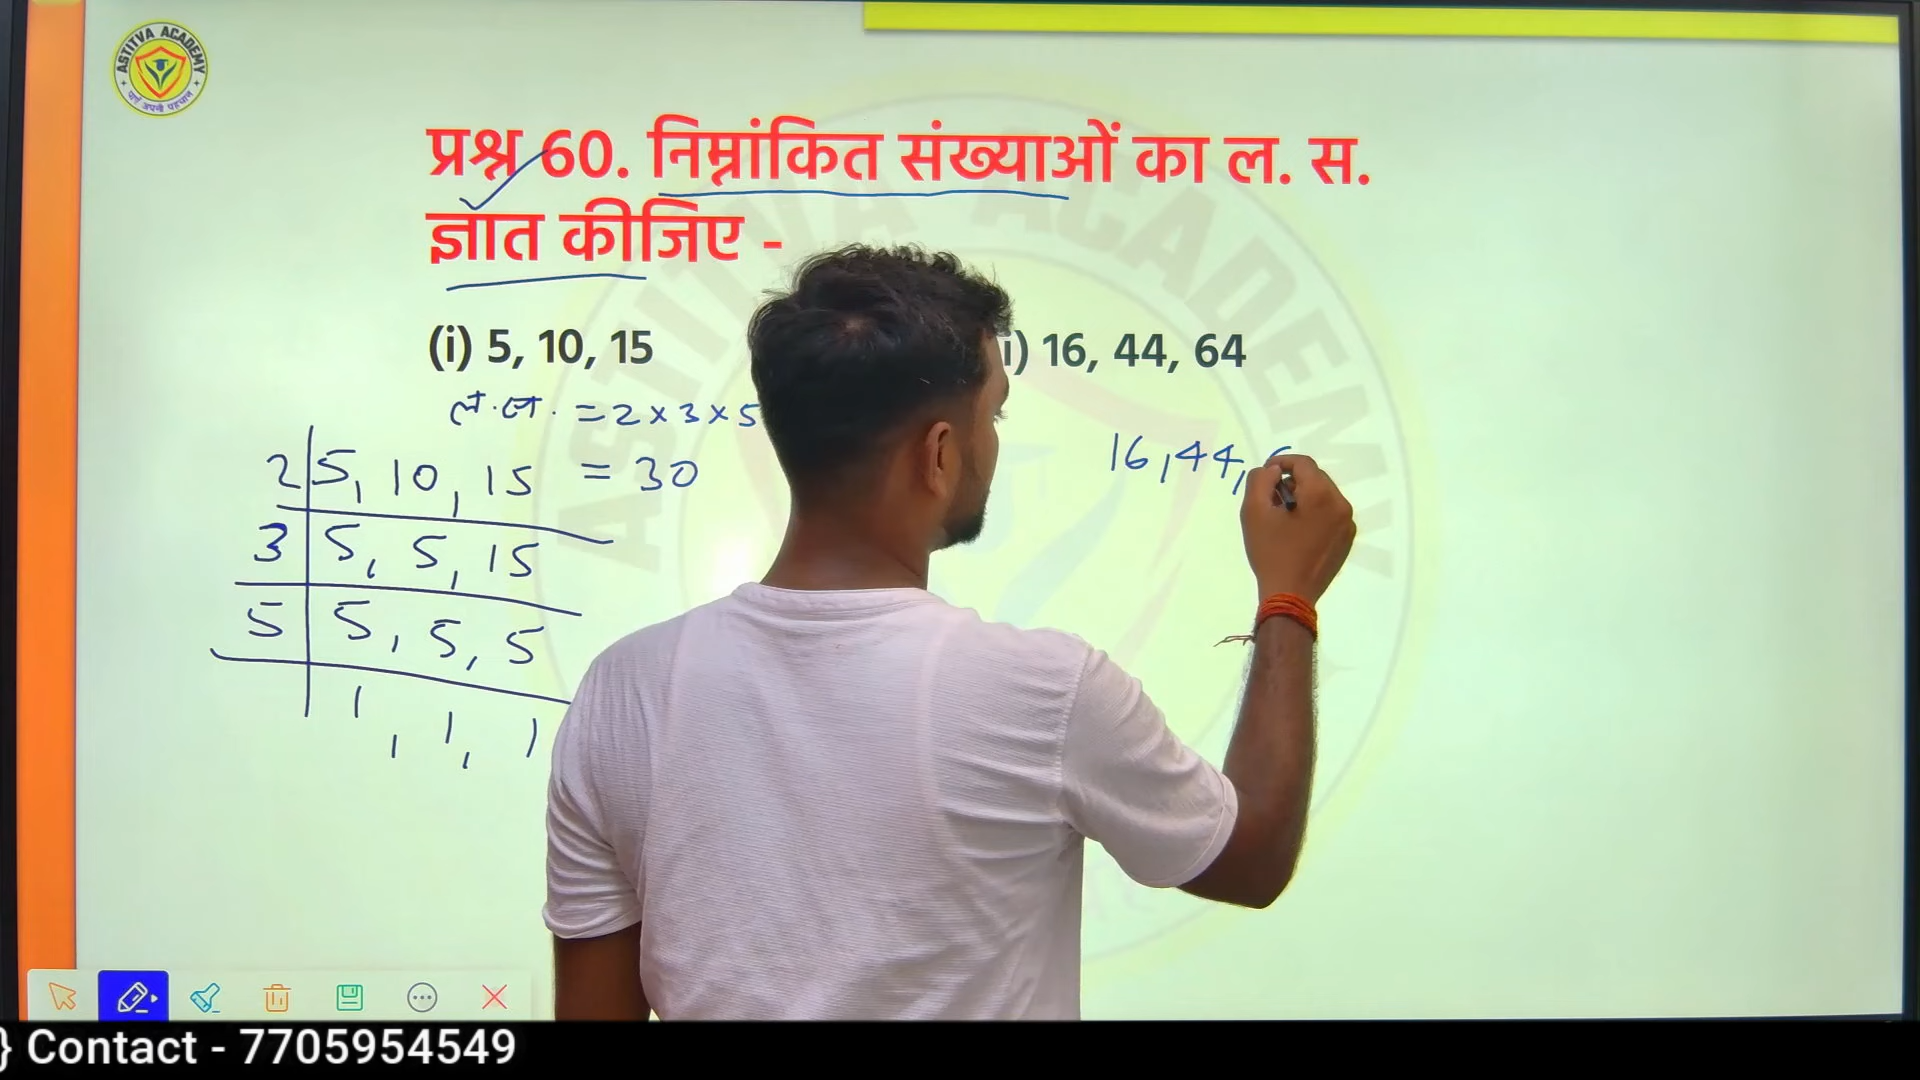 ASTITVA ACADEMY
प्रश्न 60. निम्नांकित संख्याओं का ल. स.
ज्ञात कीजिए -
(i) 5, 10, 15
i) 16, 44, 64
ल.स. = 2 × 3 × 5
= 30
2 5, 10, 15
3 5, 5, 15
5 5, 5, 5
1, 1, 1
16, 44, 6
} Contact - 7705954549